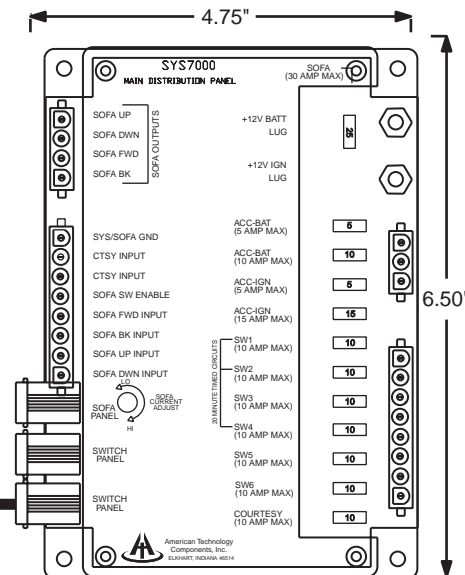 4.75"
SYS7000
MAIN DISTRIBUTION PANEL
SOFA
(30 AMP MAX)
SOFA UP
SOFA DWN
SOFA FWD
SOFA BK
SOFA OUTPUTS
+12V BATT
LUG
25
+12V IGN
LUG
SYS/SOFA GND
CTSY INPUT
CTSY INPUT
SOFA SW ENABLE
SOFA FWD INPUT
SOFA BK INPUT
SOFA UP INPUT
SOFA DWN INPUT
ACC-BAT
(5 AMP MAX)
5
ACC-BAT
(10 AMP MAX)
10
ACC-IGN
(5 AMP MAX)
5
ACC-IGN
(15 AMP MAX)
15
20 MINUTE TIMED CIRCUITS
SW1
(10 AMP MAX)
10
SW2
(10 AMP MAX)
10
SW3
(10 AMP MAX)
10
SW4
(10 AMP MAX)
10
SW5
(10 AMP MAX)
10
SW6
(10 AMP MAX)
10
COURTESY
(10 AMP MAX)
10
6.50"
SOFA
PANEL
LO
SOFA
CURRENT
ADJUST
HI
SWITCH
PANEL
SWITCH
PANEL
American Technology
Components, Inc.
ELKHART, INDIANA 46514